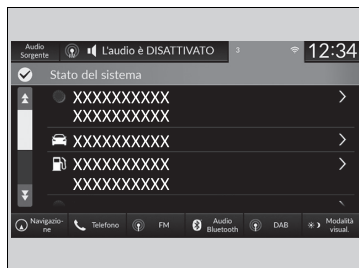 Audio
Sorgente
L'audio è DISATTIVATO
3
12:34
Stato del sistema
XXXXXXXXXX
XXXXXXXXXX
XXXXXXXXXX
XXXXXXXXXX
XXXXXXXXXX
Navigazio-
ne
Telefono
FM
Audio
Bluetooth
DAB
Modalità
visual.